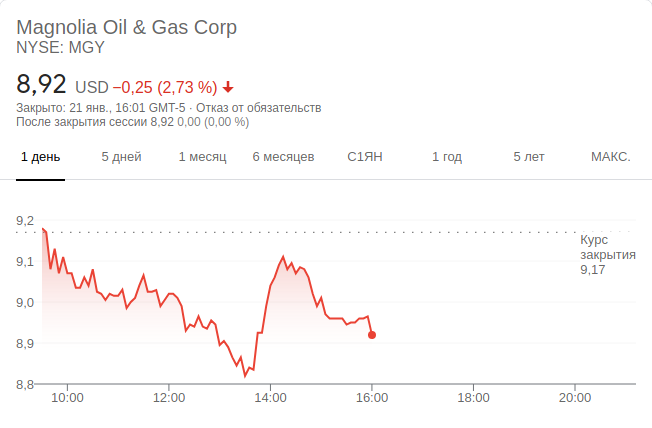 Magnolia Oil & Gas Corp
NYSE: MGY
8,92 USD −0,25 (2,73 %)
Закрыто: 21 янв., 16:01 GMT-5 · Отказ от обязательств
После закрытия сессии 8,92 0,00 (0,00 %)
1 день 5 дней 1 месяц 6 месяцев С1ЯН 1 год 5 лет МАКС.
9,2
Курс
закрытия
9,17
9,1
9,0
8,9
8,8
10:00 12:00 14:00 16:00 18:00 20:00